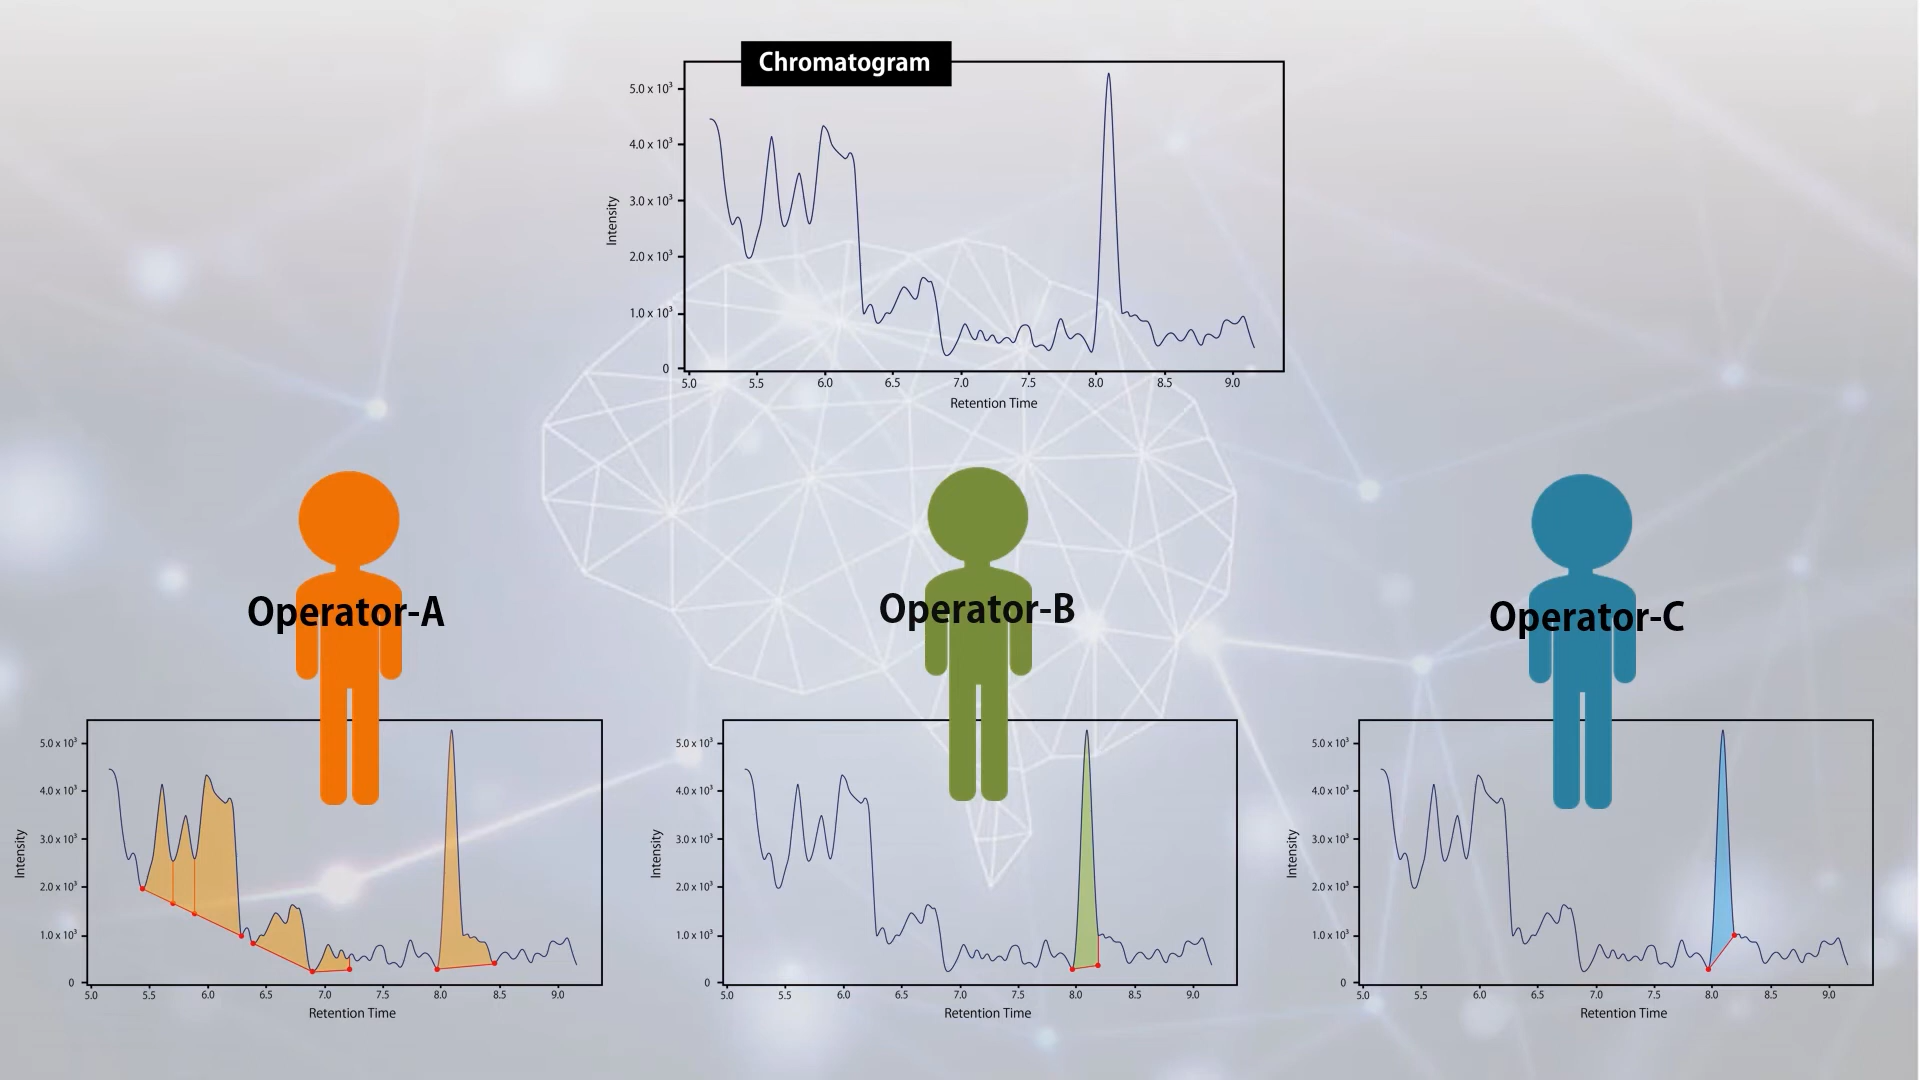 Chromatogram
5.0 x 10³
4.0 x 10³
3.0 x 10³
2.0 x 10³
1.0 x 10³
0
Intensity
5.0 5.5 6.0 6.5 7.0 7.5 8.0 8.5 9.0
Retention Time
Operator-A
Operator-B
Operator-C
5.0 x 10³
4.0 x 10³
3.0 x 10³
2.0 x 10³
1.0 x 10³
0
Intensity
5.0 5.5 6.0 6.5 7.0 7.5 8.0 8.5 9.0
Retention Time
5.0 x 10³
4.0 x 10³
3.0 x 10³
2.0 x 10³
1.0 x 10³
0
Intensity
5.0 5.5 6.0 6.5 7.0 7.5 8.0 8.5 9.0
Retention Time
5.0 x 10³
4.0 x 10³
3.0 x 10³
2.0 x 10³
1.0 x 10³
0
Intensity
5.0 5.5 6.0 6.5 7.0 7.5 8.0 8.5 9.0
Retention Time